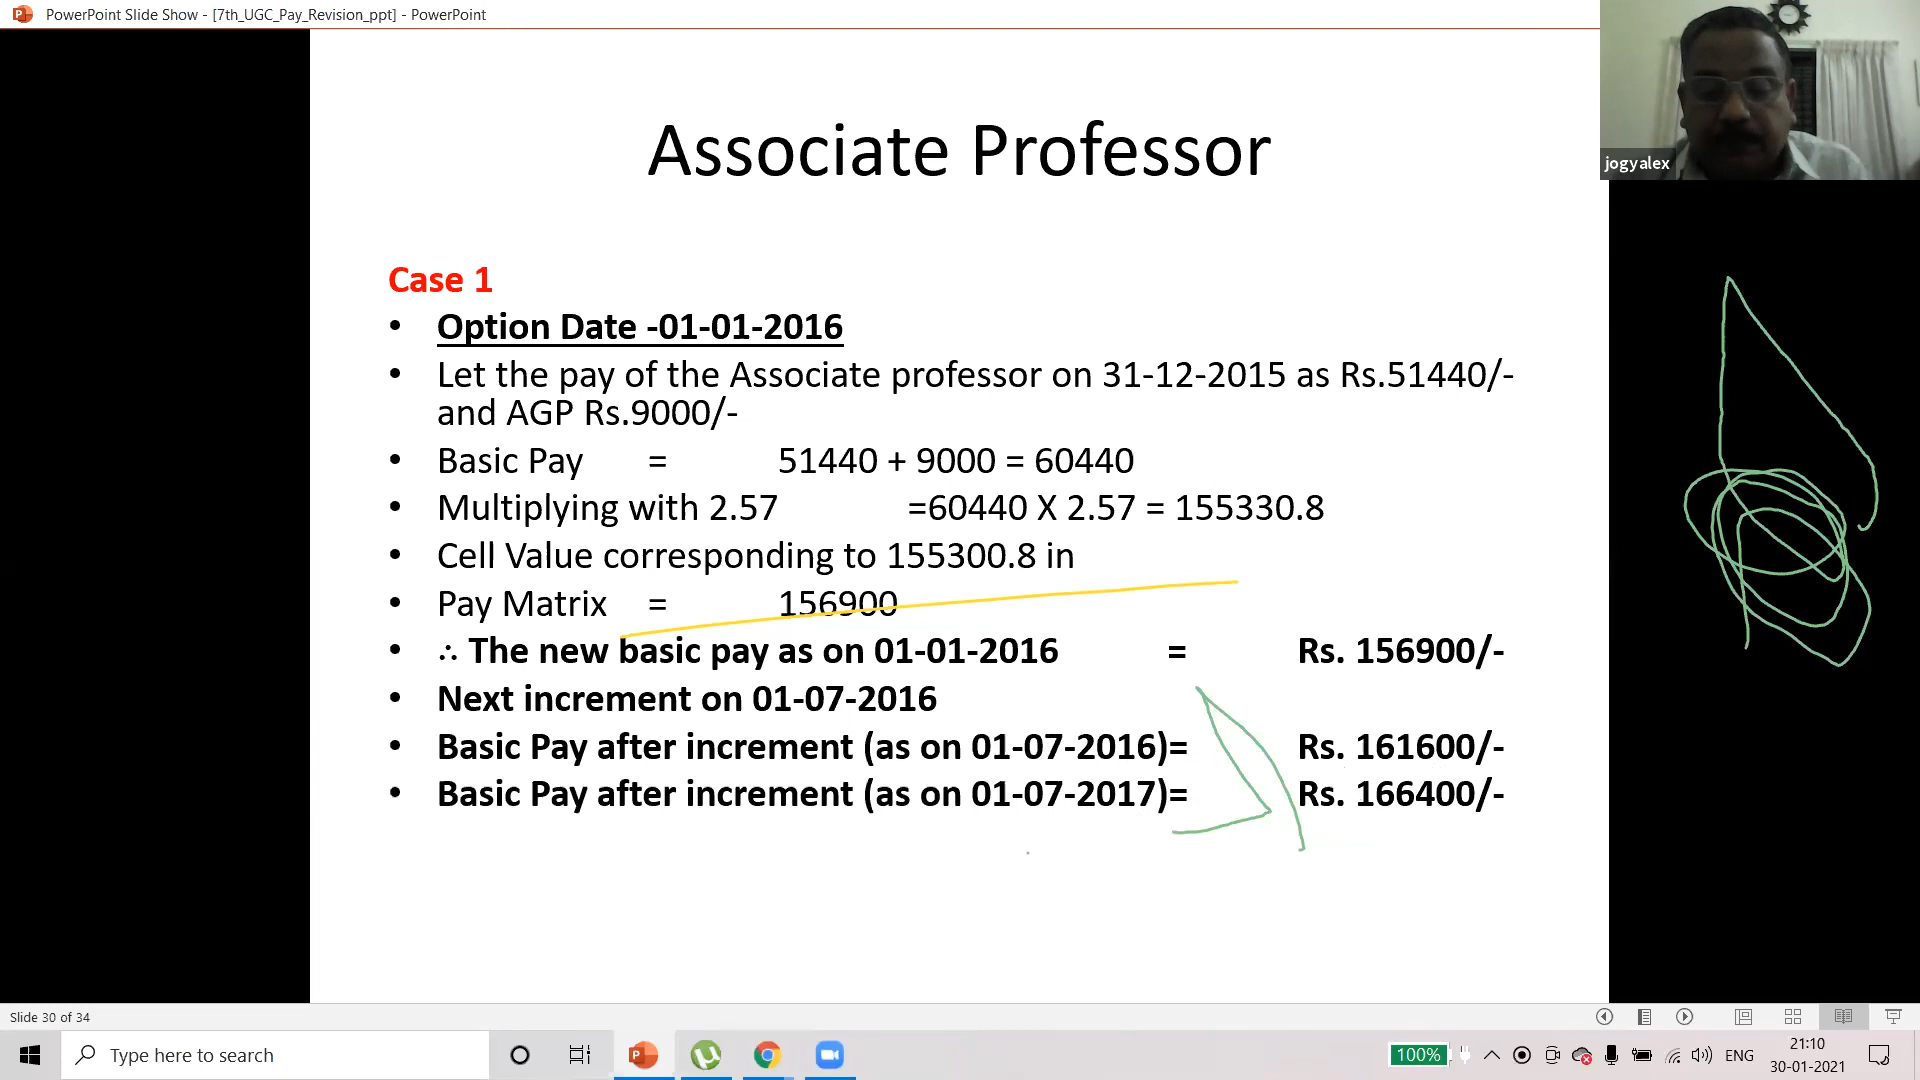 PowerPoint Slide Show - [7th_UGC_Pay_Revision_ppt] - PowerPoint
jogyalex
Associate Professor
Case 1
• Option Date -01-01-2016
• Let the pay of the Associate professor on 31-12-2015 as Rs.51440/-
and AGP Rs.9000/-
• Basic Pay = 51440 + 9000 = 60440
• Multiplying with 2.57 =60440 X 2.57 = 155330.8
• Cell Value corresponding to 155300.8 in
• Pay Matrix = 156900
• ∴ The new basic pay as on 01-01-2016 = Rs. 156900/-
• Next increment on 01-07-2016
• Basic Pay after increment (as on 01-07-2016)= Rs. 161600/-
• Basic Pay after increment (as on 01-07-2017)= Rs. 166400/-
Slide 30 of 34
Type here to search
100%
ENG
21:10
30-01-2021